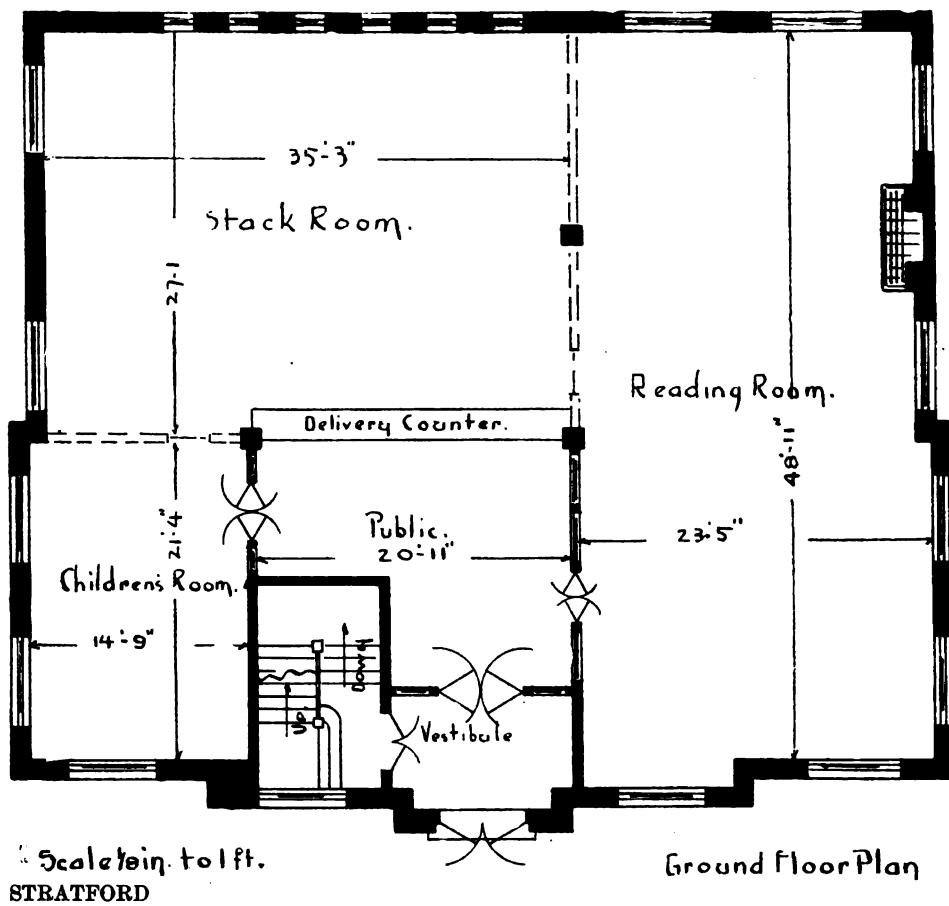 35'-3"
Stack Room.
27-1
Reading Room.
Delivery Counter.
48'-11"
21'-4"
Public.
20'-11"
23'-5"
Children's Room.
14'-9"
Down
Up.
Vestibule
Scale 1/8 in. to 1 ft.
Ground Floor Plan
STRATFORD